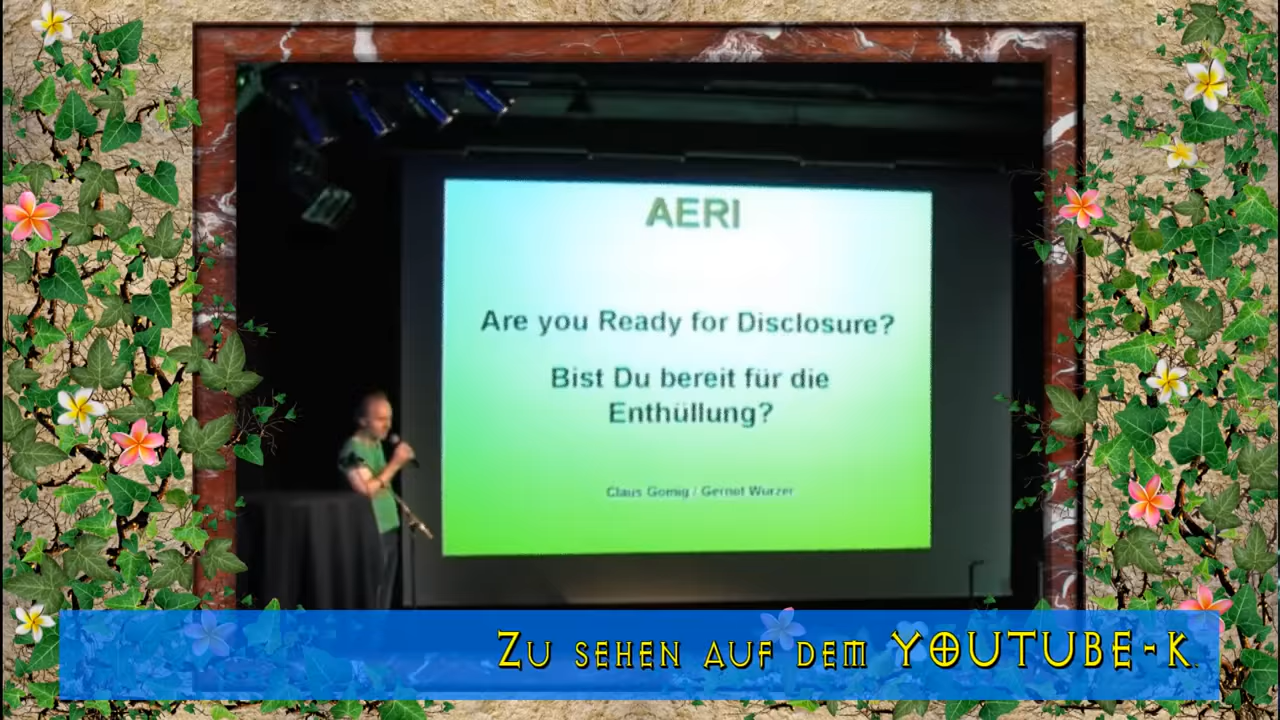 AERI
Are you Ready for Disclosure?
Bist Du bereit für die
Enthüllung?
Claus Gomig / Gernot Wurzer
Zu sehen auf dem YOUTUBE-K